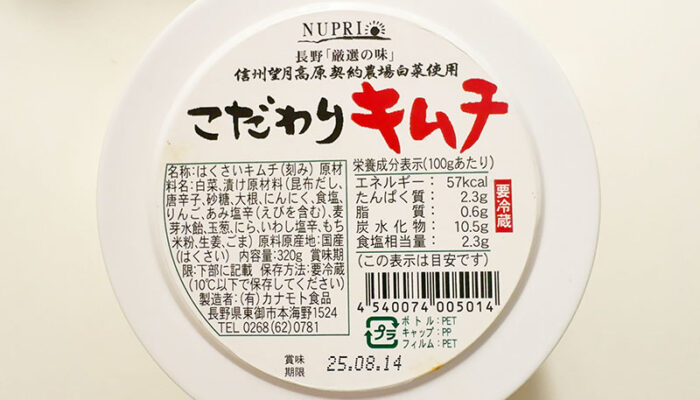 NUPRI
長野「厳選の味」
信州望月高原契約農場白菜使用
こだわりキムチ
名称:はくさいキムチ(刻み) 原材
料名:白菜、漬け原材料(昆布だし、
唐辛子、砂糖、大根、にんにく、食塩、
りんご、あみ塩辛(えびを含む)、麦
芽水飴、玉葱、にら、いわし塩辛、もち
米粉、生姜、ごま) 原料原産地:国産
(はくさい) 内容量:320g 賞味期
限:下部に記載 保存方法:要冷蔵
(10℃以下で保存してください)
製造者:(有)カナモト食品
長野県東御市本海野1524
TEL 0268(62)0781
栄養成分表示(100gあたり)
エネルギー: 57kcal
たんぱく質: 2.3g
脂質: 0.6g
炭水化物: 10.5g
食塩相当量: 2.3g
(この表示は目安です)
要冷蔵
4 540074 005014
プラ
ボトル:PET
キャップ:PP
フィルム:PET
賞味
期限
25.08.14